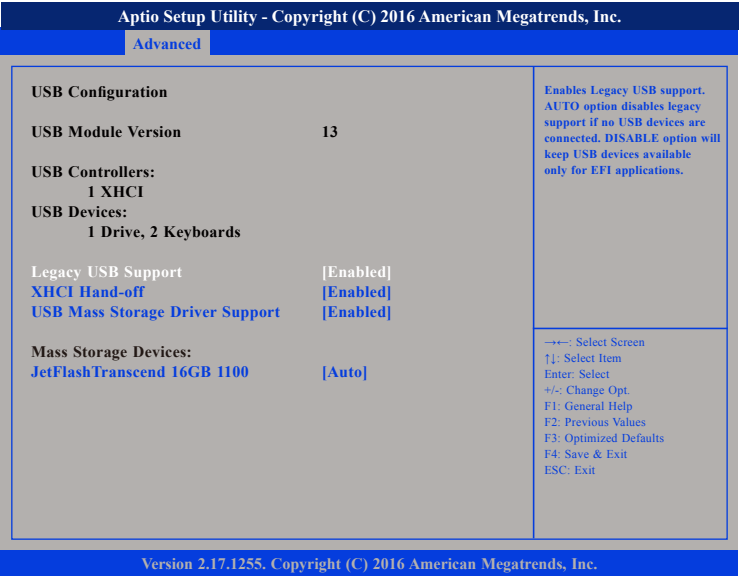 Aptio Setup Utility - Copyright (C) 2016 American Megatrends, Inc.
Advanced
USB Configuration
USB Module Version 13
USB Controllers:
1 XHCI
USB Devices:
1 Drive, 2 Keyboards
Legacy USB Support [Enabled]
XHCI Hand-off [Enabled]
USB Mass Storage Driver Support [Enabled]
Mass Storage Devices:
JetFlashTranscend 16GB 1100 [Auto]
Enables Legacy USB support.
AUTO option disables legacy
support if no USB devices are
connected. DISABLE option will
keep USB devices available
only for EFI applications.
→←: Select Screen
↑↓: Select Item
Enter: Select
+/-: Change Opt.
F1: General Help
F2: Previous Values
F3: Optimized Defaults
F4: Save & Exit
ESC: Exit
Version 2.17.1255. Copyright (C) 2016 American Megatrends, Inc.